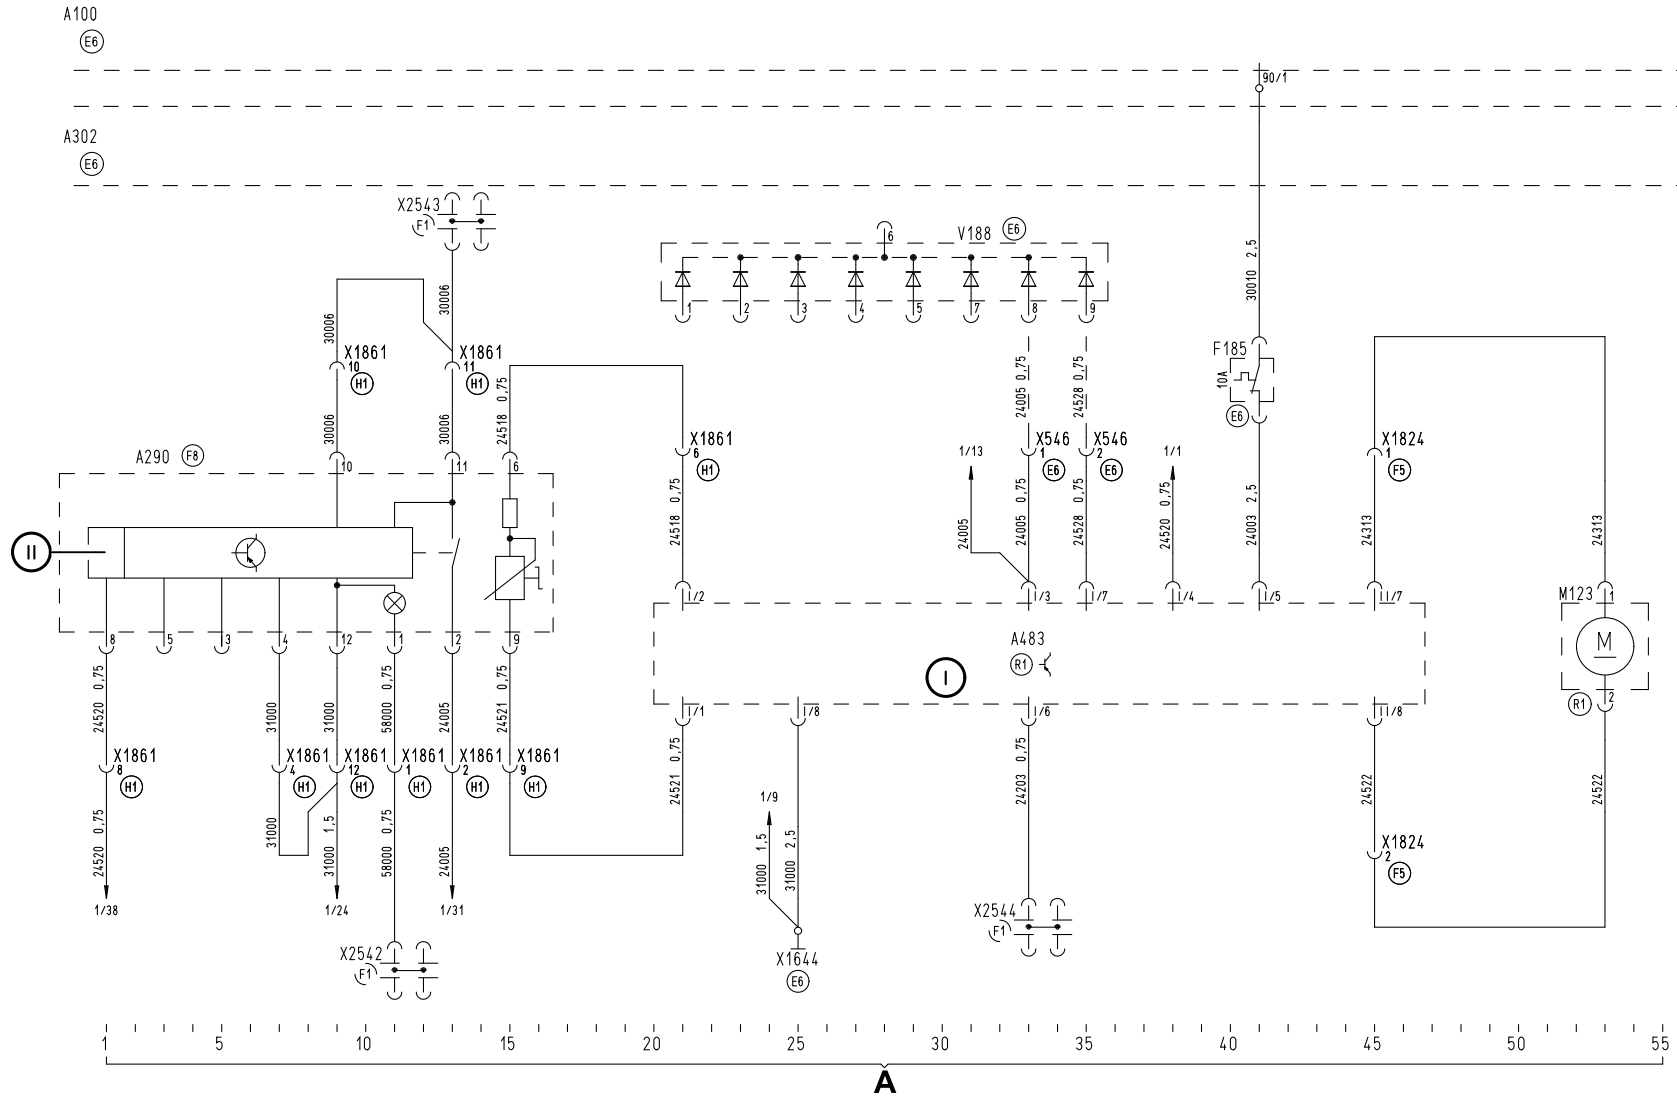 A100
E6
90/1
A302
E6
X2543
F1
V188 E6
6
1 2 3 4 5 7 8 9
30006 30006 30010 2,5
X1861 10 H1
X1861 11 H1
24518 0,75
24005 0,75
24528 0,75
F185
10A
E6
30006 30006
X1861 6 H1
X546 1 E6
X546 2 E6
1/13
1/1
X1824 1 F5
A290 F8
10 11 6
24518 0,75
24005
24005 0,75
24528 0,75
24520 0,75
24003 2,5
24313
24313
II
I/2 I/3 I/7 I/4 I/5 II/7
M123 1
M
2
R1
A483
R1
I
8 5 3 4 12 1 2 9
I/1 I/8 I/6 II/8
24520 0,75
31000
31000
58000 0,75
24005
24521 0,75
X1861 8 H1
X1861 4 H1
X1861 12 H1
X1861 1 H1
X1861 2 H1
X1861 9 H1
24521 0,75
24203 0,75
24522
24522
1/9
24520 0,75
31000
31000 1,5
58000 0,75
24005
31000 1,5
31000 2,5
X1824 2 F5
1/38 1/24 1/31
X2544
F1
X2542
F1
X1644
E6
1 5 10 15 20 25 30 35 40 45 50 55
A